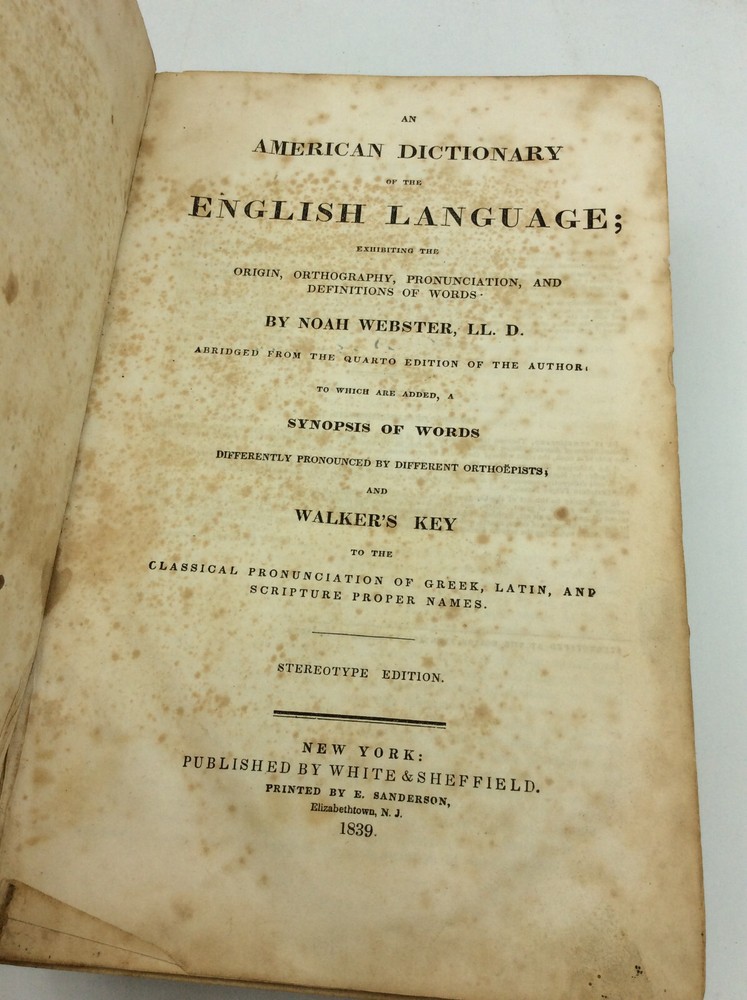 AN
AMERICAN DICTIONARY
OF THE
ENGLISH LANGUAGE;
EXHIBITING THE
ORIGIN, ORTHOGRAPHY, PRONUNCIATION, AND
DEFINITIONS OF WORDS.
BY NOAH WEBSTER, LL. D.
ABRIDGED FROM THE QUARTO EDITION OF THE AUTHOR:
TO WHICH ARE ADDED, A
SYNOPSIS OF WORDS
DIFFERENTLY PRONOUNCED BY DIFFERENT ORTHOËPISTS;
AND
WALKER'S KEY
TO THE
CLASSICAL PRONUNCIATION OF GREEK, LATIN, AND
SCRIPTURE PROPER NAMES.
STEREOTYPE EDITION.
NEW YORK:
PUBLISHED BY WHITE & SHEFFIELD.
PRINTED BY E. SANDERSON,
Elizabethtown, N. J.
1839.